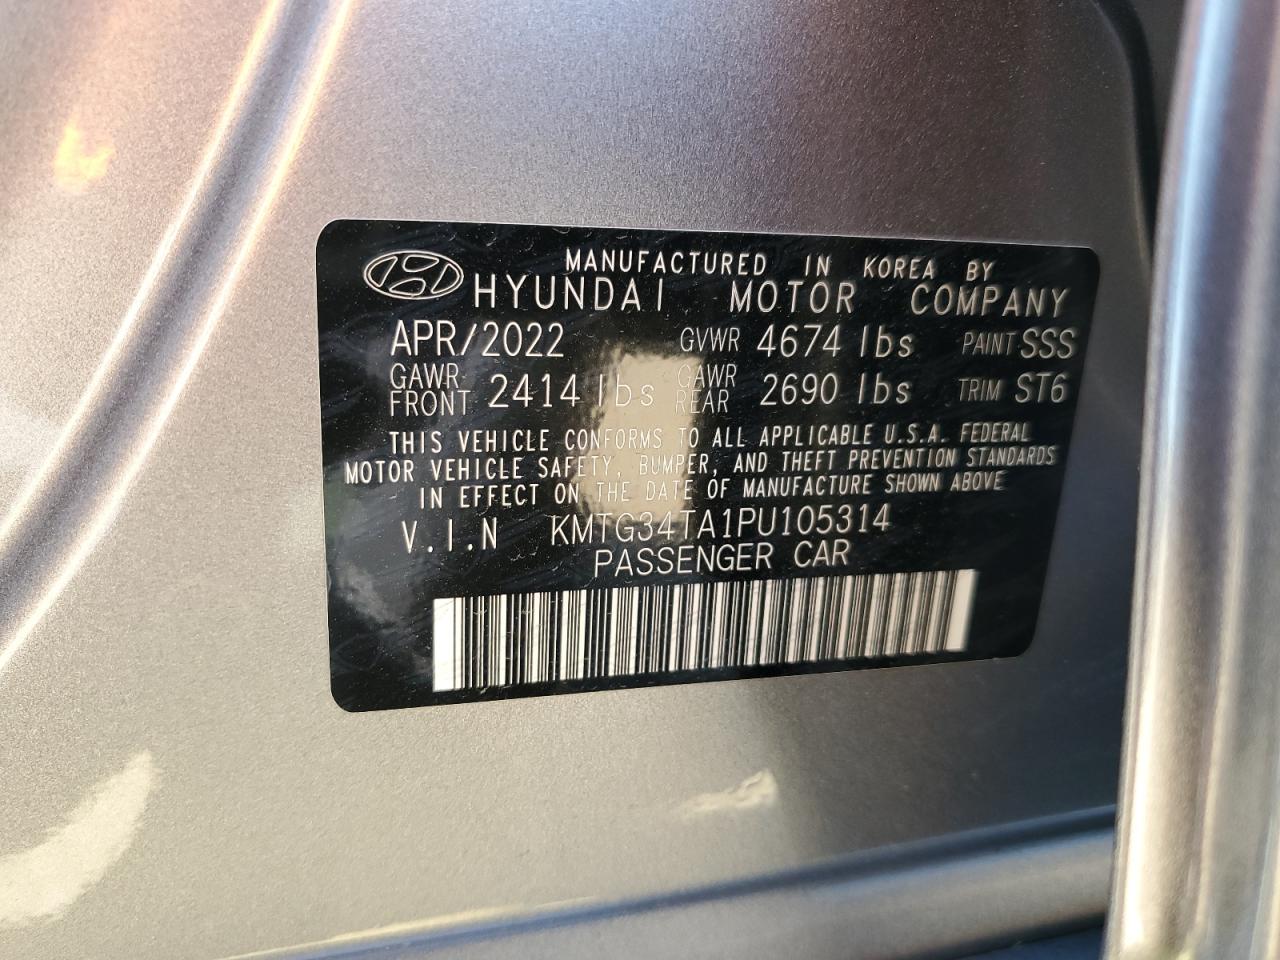 MANUFACTURED IN KOREA BY
HYUNDAI MOTOR COMPANY
APR/2022 GVWR 4674 lbs PAINT SSS
GAWR FRONT 2414 lbs GAWR REAR 2690 lbs TRIM ST6
THIS VEHICLE CONFORMS TO ALL APPLICABLE U.S.A. FEDERAL
MOTOR VEHICLE SAFETY, BUMPER, AND THEFT PREVENTION STANDARDS
IN EFFECT ON THE DATE OF MANUFACTURE SHOWN ABOVE
V.I.N KMTG34TA1PU105314
PASSENGER CAR